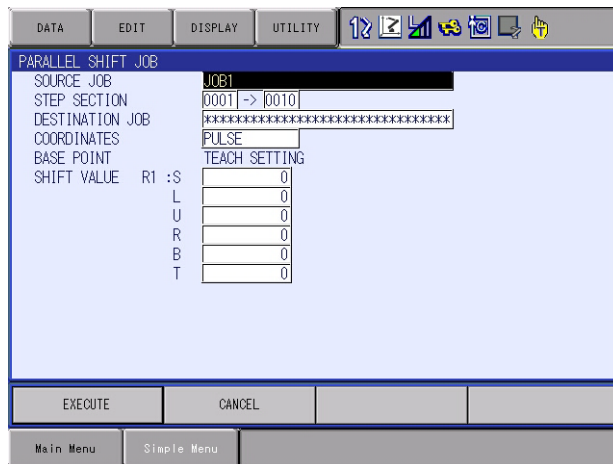 DATA EDIT DISPLAY UTILITY
PARALLEL SHIFT JOB
SOURCE JOB JOB1
STEP SECTION 0001 -> 0010
DESTINATION JOB ********************************
COORDINATES PULSE
BASE POINT TEACH SETTING
SHIFT VALUE R1 :S 0
L 0
U 0
R 0
B 0
T 0
EXECUTE CANCEL
Main Menu Simple Menu